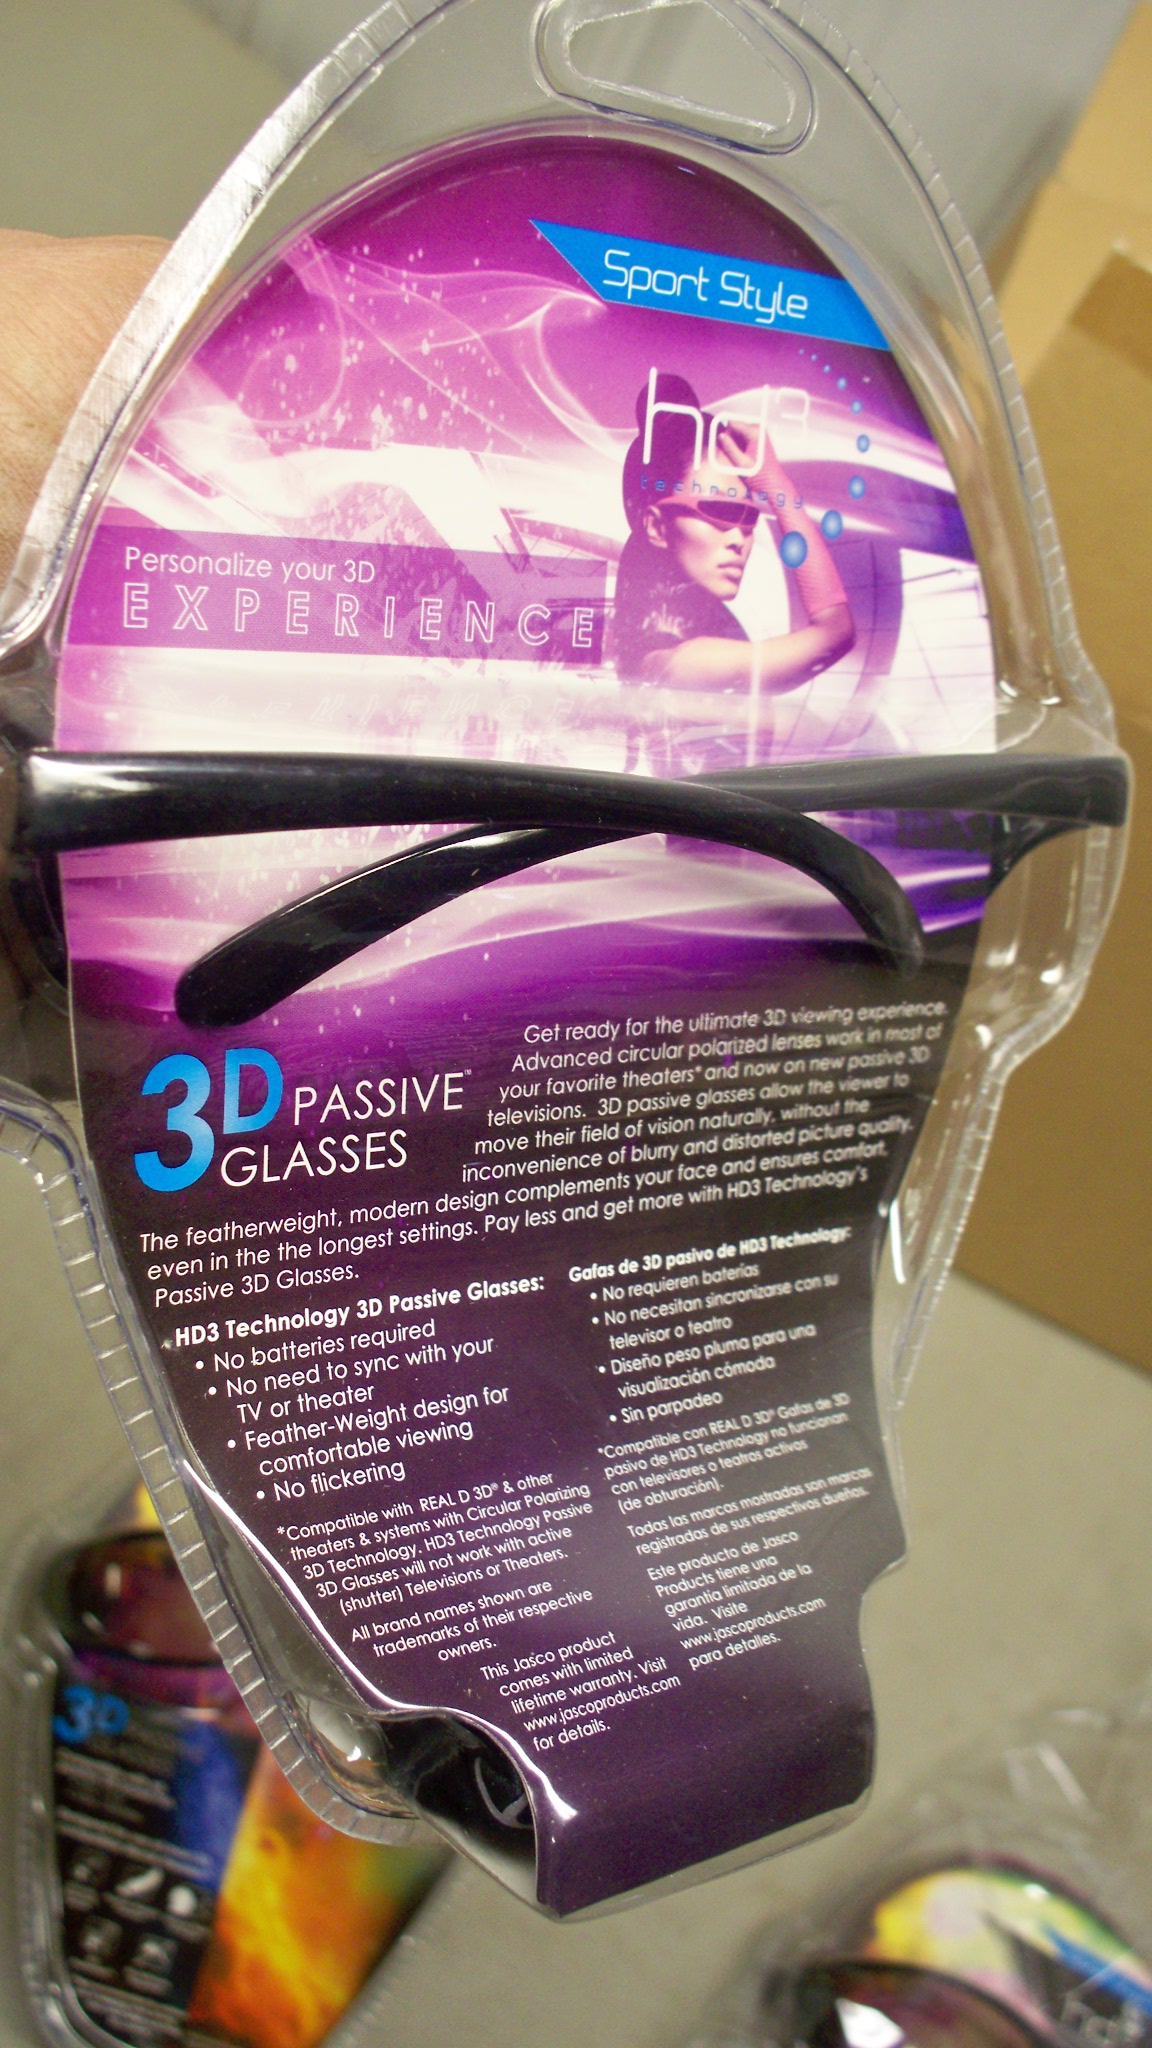 Sport Style
hd3
technology
Personalize your 3D
EXPERIENCE
3D PASSIVE™
GLASSES
Get ready for the ultimate 3D viewing experience.
Advanced circular polarized lenses work in most of
your favorite theaters* and now on new passive 3D
televisions. 3D passive glasses allow the viewer to
move their field of vision naturally, without the
inconvenience of blurry and distorted picture quality.
The featherweight, modern design complements your face and ensures comfort,
even in the the longest settings. Pay less and get more with HD3 Technology's
Passive 3D Glasses.
HD3 Technology 3D Passive Glasses:
• No batteries required
• No need to sync with your
TV or theater
• Feather-Weight design for
comfortable viewing
• No flickering
*Compatible with REAL D 3D® & other
theaters & systems with Circular Polarizing
3D Technology. HD3 Technology Passive
3D Glasses will not work with active
(shutter) Televisions or Theaters.
All brand names shown are
trademarks of their respective
owners.
This Jasco product
comes with limited
lifetime warranty. Visit
www.jascoproducts.com
for details.
Gafas de 3D pasivo de HD3 Technology:
• No requieren baterías
• No necesitan sincronizarse con su
televisor o teatro
• Diseño peso pluma para una
visualización cómoda
• Sin parpadeo
*Compatible con REAL D 3D® Gafas de 3D
pasivo de HD3 Technology no funcionan
con televisores o teatros activos
(de obturación).
Todas las marcas mostradas son marcas
registradas de sus respectivos dueños.
Este producto de Jasco
Products tiene una
garantía limitada de la
vida. Visite
www.jascoproducts.com
para detalles.
3D